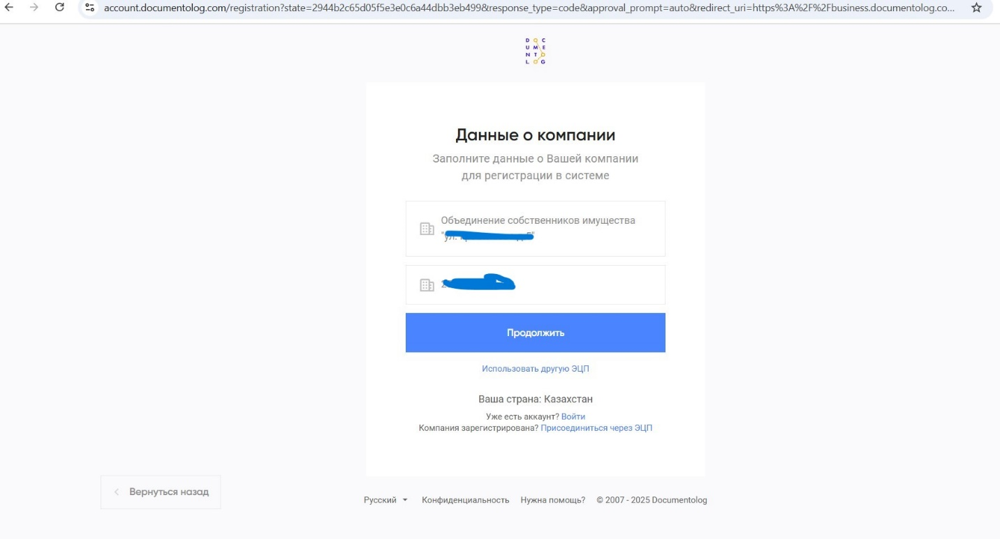 account.documentolog.com/registration?state=2944b2c65d05f5e3e0c6a44dbb3eb499&response_type=code&approval_prompt=auto&redirect_uri=https%3A%2F%2Fbusiness.documentolog.co...
DOC
UME
NTO
LOG
Данные о компании
Заполните данные о Вашей компании
для регистрации в системе
Объединение собственников имущества
"ул.
Продолжить
Использовать другую ЭЦП
Ваша страна: Казахстан
Уже есть аккаунт? Войти
Компания зарегистрирована? Присоединиться через ЭЦП
Вернуться назад
Русский Конфиденциальность Нужна помощь? © 2007 - 2025 Documentolog